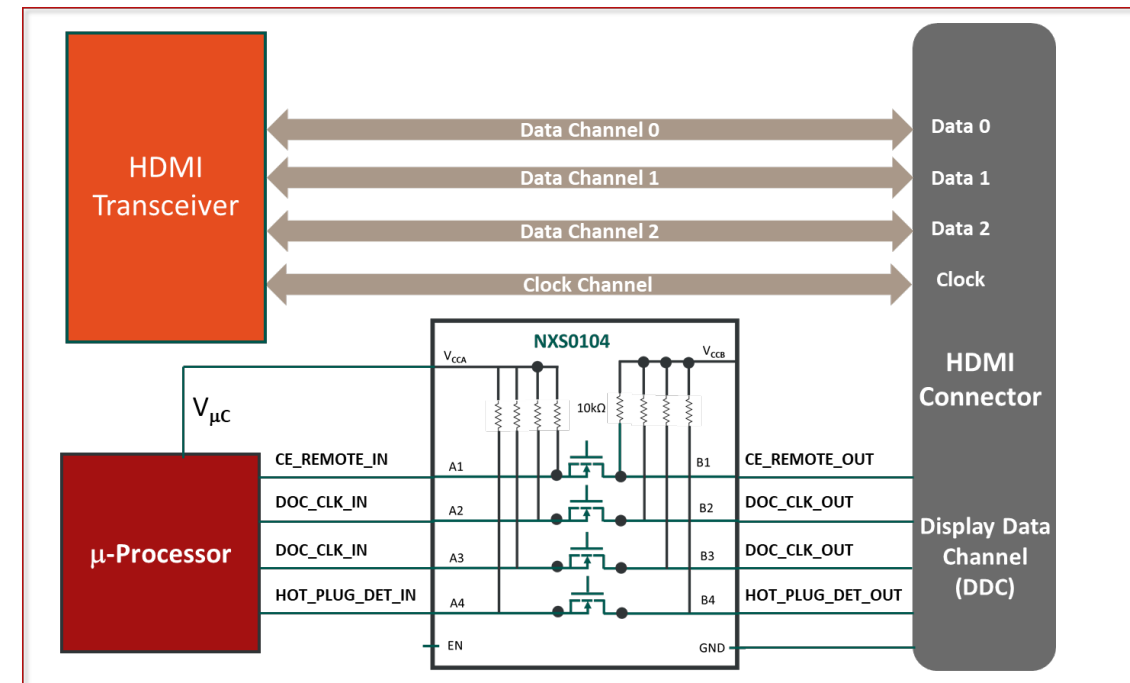 HDMI
Transceiver
Data Channel 0
Data Channel 1
Data Channel 2
Clock Channel
Data 0
Data 1
Data 2
Clock
HDMI
Connector
Display Data
Channel
(DDC)
NXS0104
VCCA
VCCB
10kΩ
VμC
μ-Processor
CE_REMOTE_IN
DOC_CLK_IN
DOC_CLK_IN
HOT_PLUG_DET_IN
A1
A2
A3
A4
EN
B1
B2
B3
B4
GND
CE_REMOTE_OUT
DOC_CLK_OUT
DOC_CLK_OUT
HOT_PLUG_DET_OUT